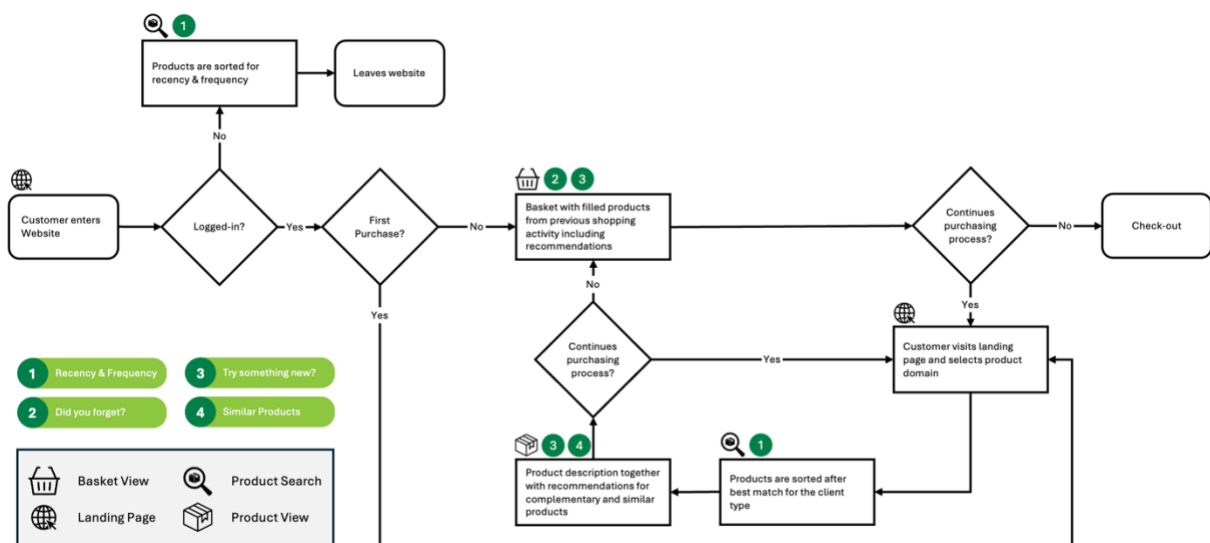 1
Products are sorted for
recency & frequency
Leaves website
No
Customer enters
Website
Logged-in?
Yes
First
Purchase?
No
2 3
Basket with filled products
from previous shopping
activity including
recommendations
Continues
purchasing
process?
No
Check-out
Yes
No
Yes
Continues
purchasing
process?
Yes
Customer visits landing
page and selects product
domain
1 Recency & Frequency
3 Try something new?
2 Did you forget?
4 Similar Products
3 4
Product description together
with recommendations for
complementary and similar
products
1
Products are sorted after
best match for the client
type
Basket View
Product Search
Landing Page
Product View